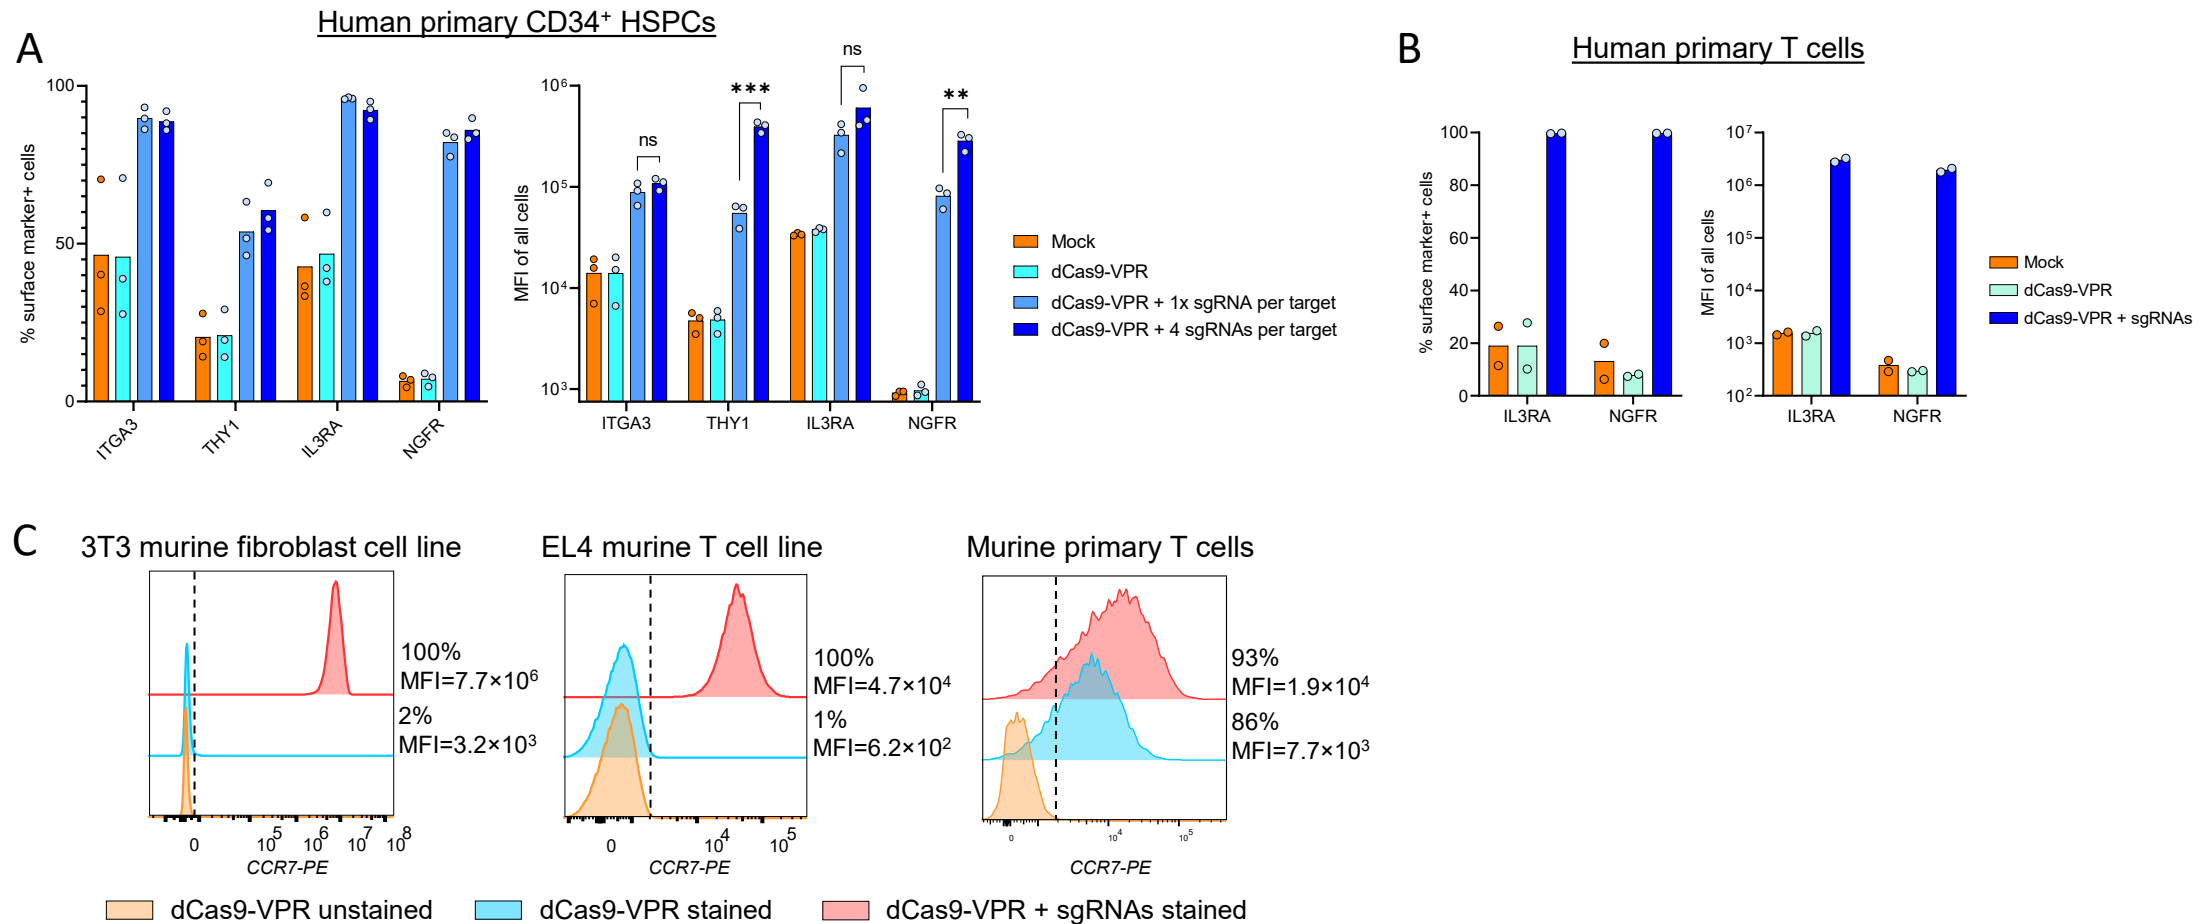 A
Human primary CD34⁺ HSPCs
% surface marker+ cells
100
50
0
ITGA3
THY1
IL3RA
NGFR
MFI of all cells
10⁶
10⁵
10⁴
10³
ns
***
ns
**
ITGA3
THY1
IL3RA
NGFR
Mock
dCas9-VPR
dCas9-VPR + 1x sgRNA per target
dCas9-VPR + 4 sgRNAs per target
B
Human primary T cells
% surface marker+ cells
100
80
60
40
20
0
IL3RA
NGFR
MFI of all cells
10⁷
10⁶
10⁵
10⁴
10³
10²
IL3RA
NGFR
Mock
dCas9-VPR
dCas9-VPR + sgRNAs
C
3T3 murine fibroblast cell line
100%
MFI=7.7×10⁶
2%
MFI=3.2×10³
0 10⁵ 10⁶ 10⁷ 10⁸
CCR7-PE
EL4 murine T cell line
100%
MFI=4.7×10⁴
1%
MFI=6.2×10²
0 10⁴ 10⁵
CCR7-PE
Murine primary T cells
93%
MFI=1.9×10⁴
86%
MFI=7.7×10³
0 10⁴ 10⁵
CCR7-PE
dCas9-VPR unstained
dCas9-VPR stained
dCas9-VPR + sgRNAs stained